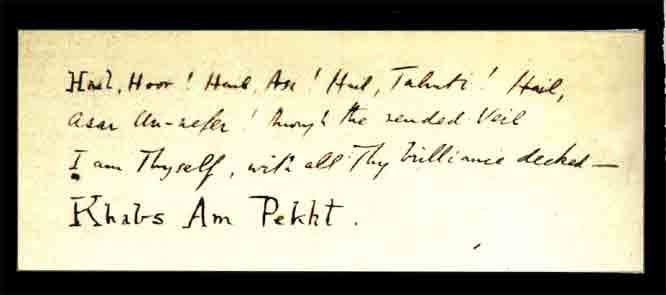 Hail, Hoor! Hail, Asi! Hail, Tahuti! Hail,
Asar Un-nefer! through the rended Veil
I am Thyself, with all Thy brilliance decked—
Khabs Am Pekht.